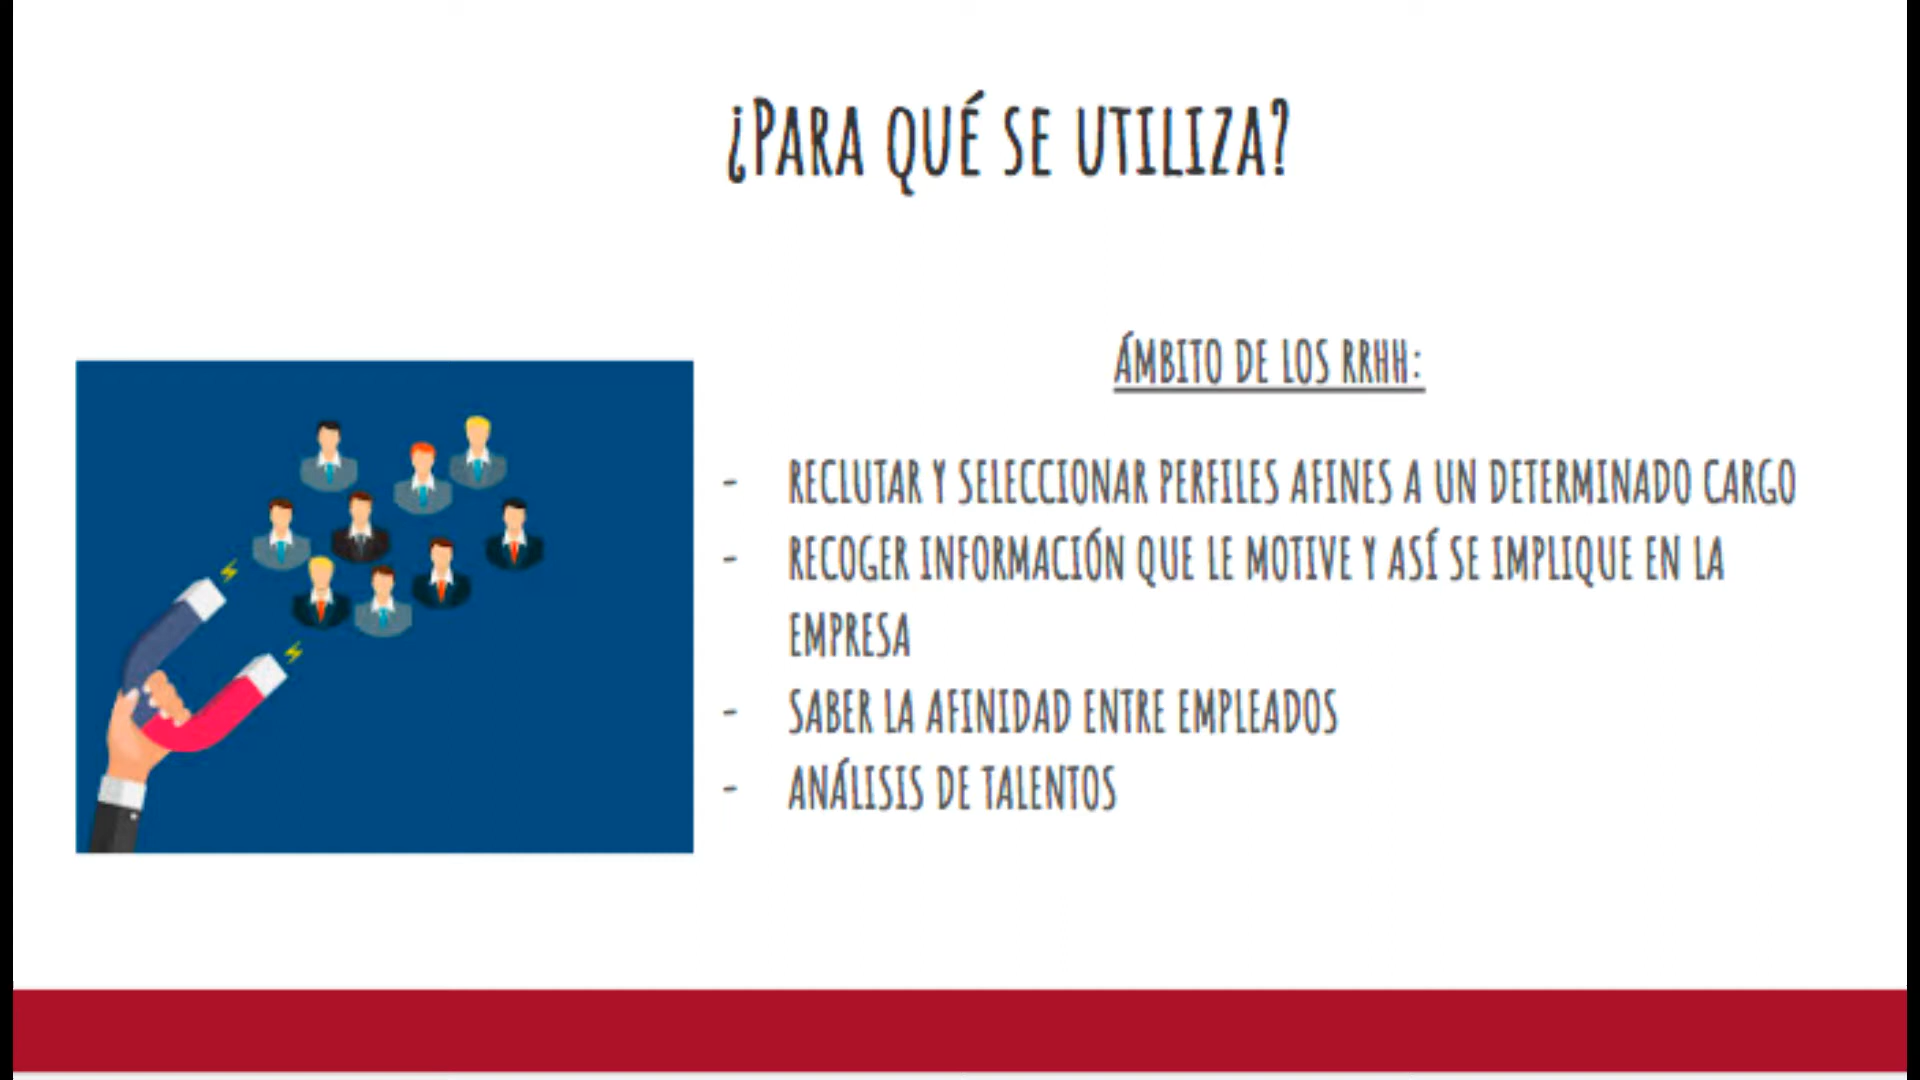 ¿PARA QUÉ SE UTILIZA?
ÁMBITO DE LOS RRHH:
- RECLUTAR Y SELECCIONAR PERFILES AFINES A UN DETERMINADO CARGO
- RECOGER INFORMACIÓN QUE LE MOTIVE Y ASÍ SE IMPLIQUE EN LA
EMPRESA
- SABER LA AFINIDAD ENTRE EMPLEADOS
- ANÁLISIS DE TALENTOS